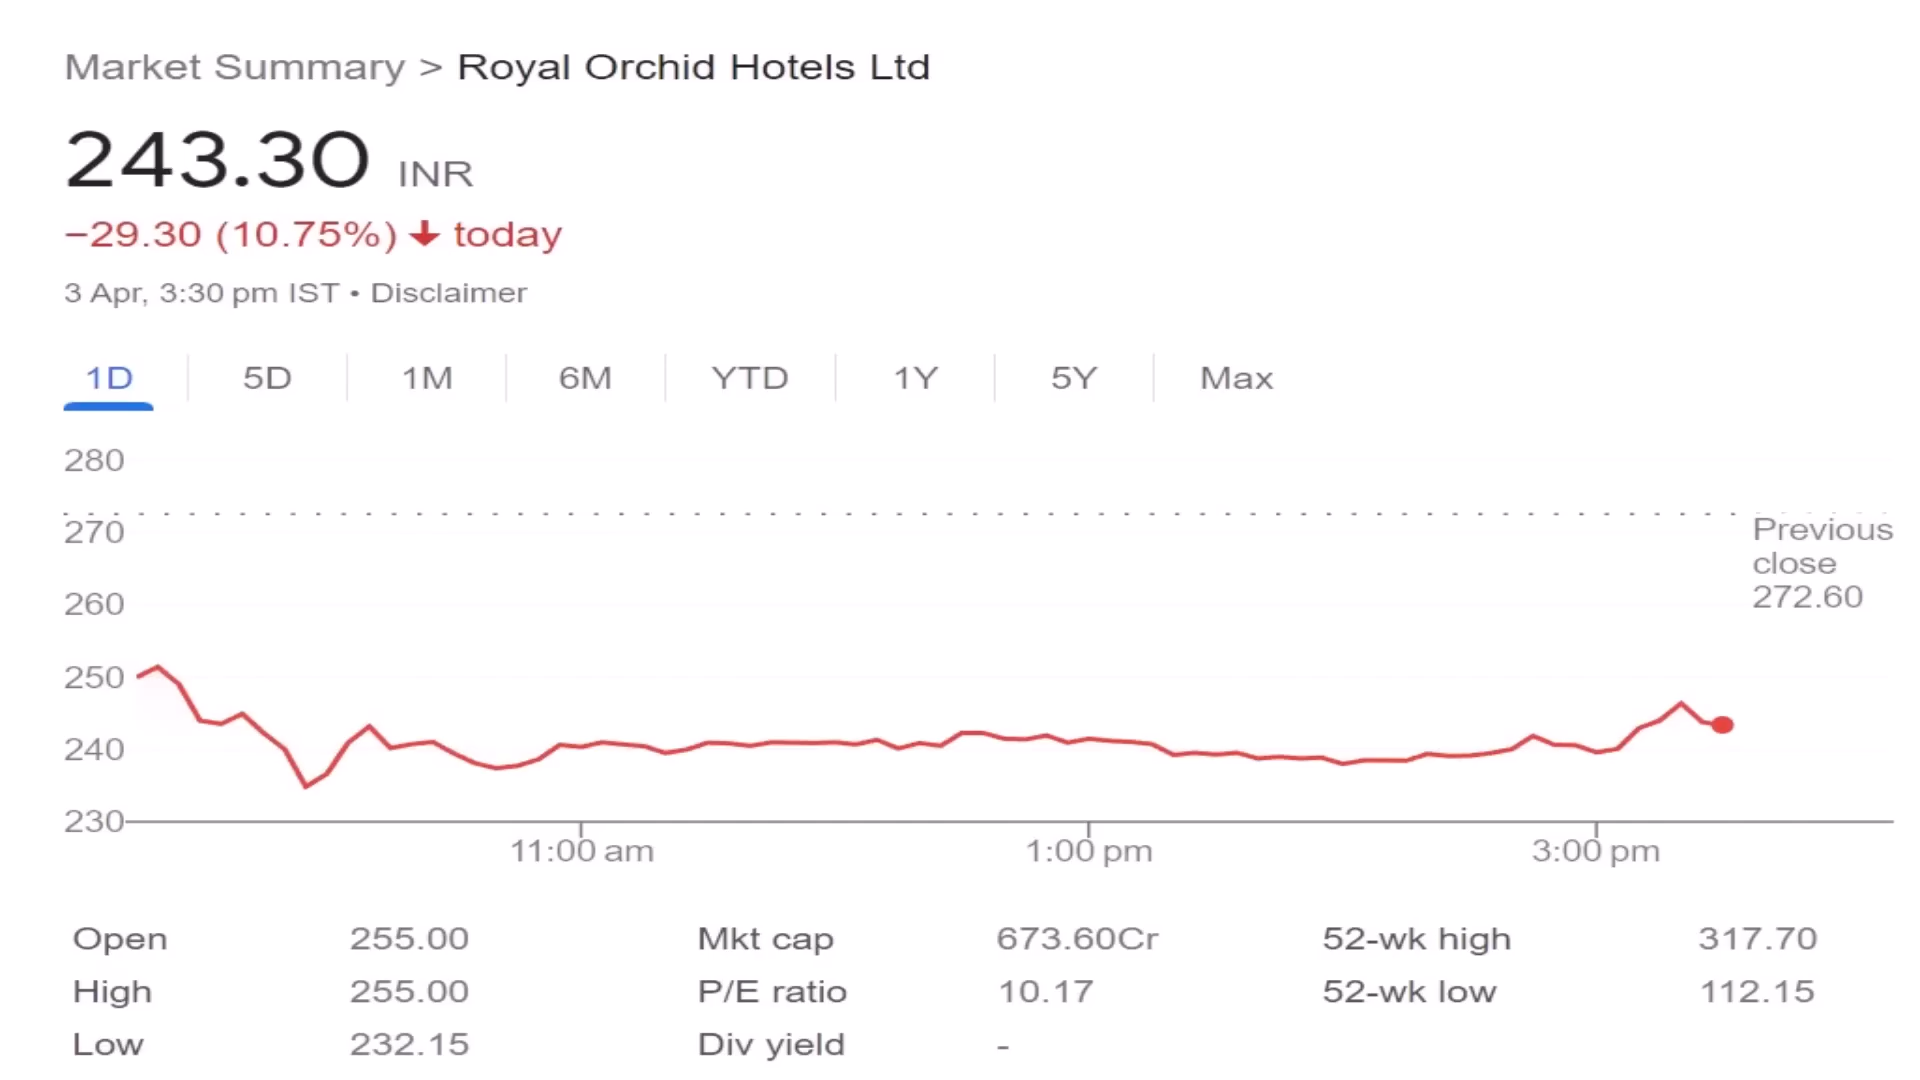 Market Summary > Royal Orchid Hotels Ltd
243.30 INR
−29.30 (10.75%) ↓ today
3 Apr, 3:30 pm IST • Disclaimer
1D 5D 1M 6M YTD 1Y 5Y Max
280
270
260
250
240
230
Previous
close
272.60
11:00 am 1:00 pm 3:00 pm
Open 255.00 Mkt cap 673.60Cr 52-wk high 317.70
High 255.00 P/E ratio 10.17 52-wk low 112.15
Low 232.15 Div yield -